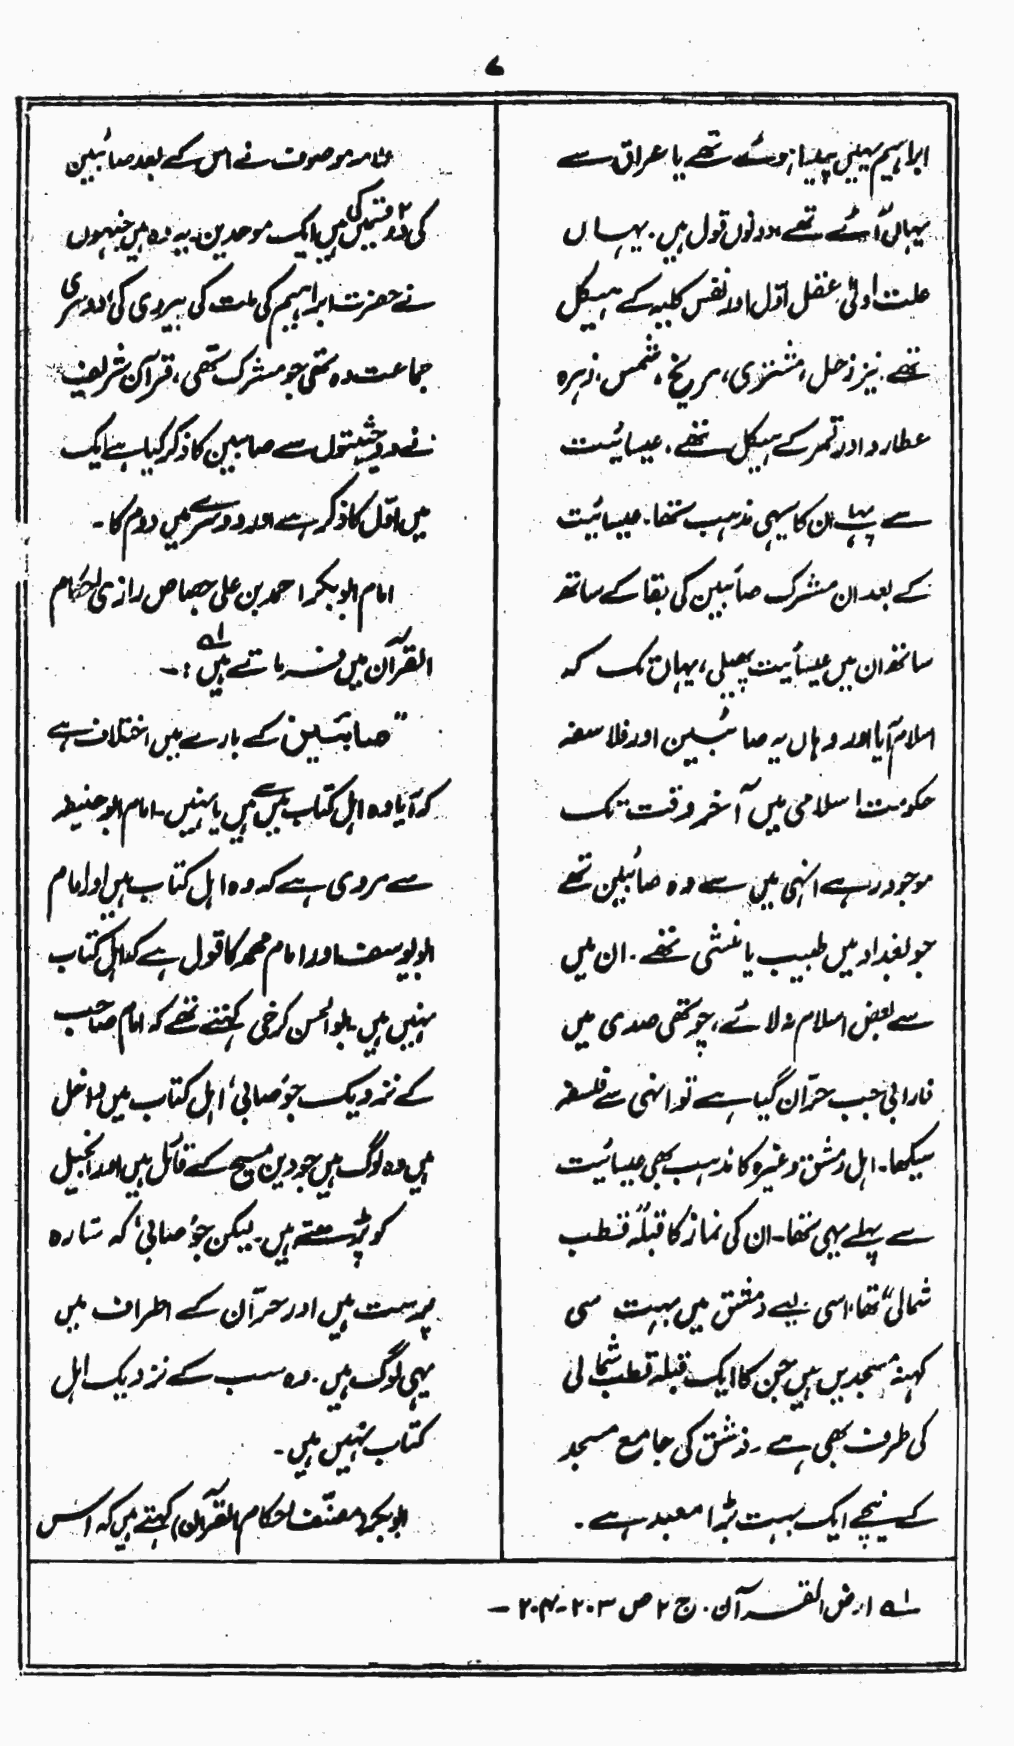 ۷
ابراہیم یہیں پیدا ہوئے تھے یا عراق سے
یہاں آئے تھے، دونوں قول ہیں۔ یہاں
علت اولیٰ، عقل اول اور نفس کلیہ کے ہیکل
تھے۔ نیز زحل، مشتری، مریخ، شمس، زہرہ
عطارد اور قمر کے ہیکل تھے۔ عیسائیت
سے پہلے ان کا یہی مذہب تھا۔ عیسائیت
کے بعد ان مشرک صائبین کی بقا کے ساتھ
ساتھ ان میں عیسائیت پھیلی، یہاں تک کہ
اسلام آیا اور وہاں یہ صائبین اور فلاسفہ
حکومت اسلامی میں آخر وقت تک
موجود رہے انہی میں سے وہ صائبین تھے
جو بغداد میں طبیب یا منشی تھے۔ ان میں
سے بعض اسلام نہ لائے، چوتھی صدی میں
فارابی جب حرّان گیا ہے تو انہی سے فلسفہ
سیکھا۔ اہل دمشق وغیرہ کا مذہب بھی عیسائیت
سے پہلے یہی تھا۔ ان کی نماز کا قبلہ "قطب
شمالی" تھا، اسی لیے دمشق میں بہت سی
کہنہ مسجدیں ہیں جن کا ایک قبلہ قطب شمالی
کی طرف بھی ہے۔ دمشق کی جامع مسجد
کے نیچے ایک بہت بڑا معبد ہے۔
علامہ موصوف نے اس کے بعد صائبین
کی دو قسمیں کی ہیں ایک موحدین۔ یہ وہ ہیں جنہوں
نے حضرت ابراہیم کی ملت کی پیروی کی، دوسری
جماعت وہ تھی جو مشرک تھی، قرآن شریف
نے دو حیثیتوں سے صابئین کا ذکر کیا ہے ایک
میں اوّل کا ذکر ہے اور دوسرے میں دوم کا۔
امام ابوبکر احمد بن علی جصاص رازی احکام
القرآن میں فرماتے ہیں لہ :۔
"صابئین کے بارے میں اختلاف ہے
کہ آیا وہ اہل کتاب میں سے ہیں یا نہیں۔ امام ابوحنیفہ
سے مروی ہے کہ وہ اہل کتاب ہیں اور امام
ابویوسف اور امام محمد کا قول ہے کہ اہل کتاب
نہیں ہیں۔ ابوالحسن کرخی کہتے تھے کہ امام صاحب
کے نزدیک جو 'صابی' اہل کتاب میں داخل
ہیں وہ لوگ ہیں جو دین مسیح کے قائل ہیں اور انجیل
کو پڑھتے ہیں۔ لیکن جو 'صابی' کہ ستارہ
پرست ہیں اور حرّان کے اطراف میں
یہی لوگ ہیں۔ وہ سب کے نزدیک اہل
کتاب نہیں ہیں۔
ابوبکر (مصنف احکام القرآن) کہتے ہیں کہ اس
لہ ارض القرآن۔ ج ۲ ص ۲۰۳۔۲۰۴۔